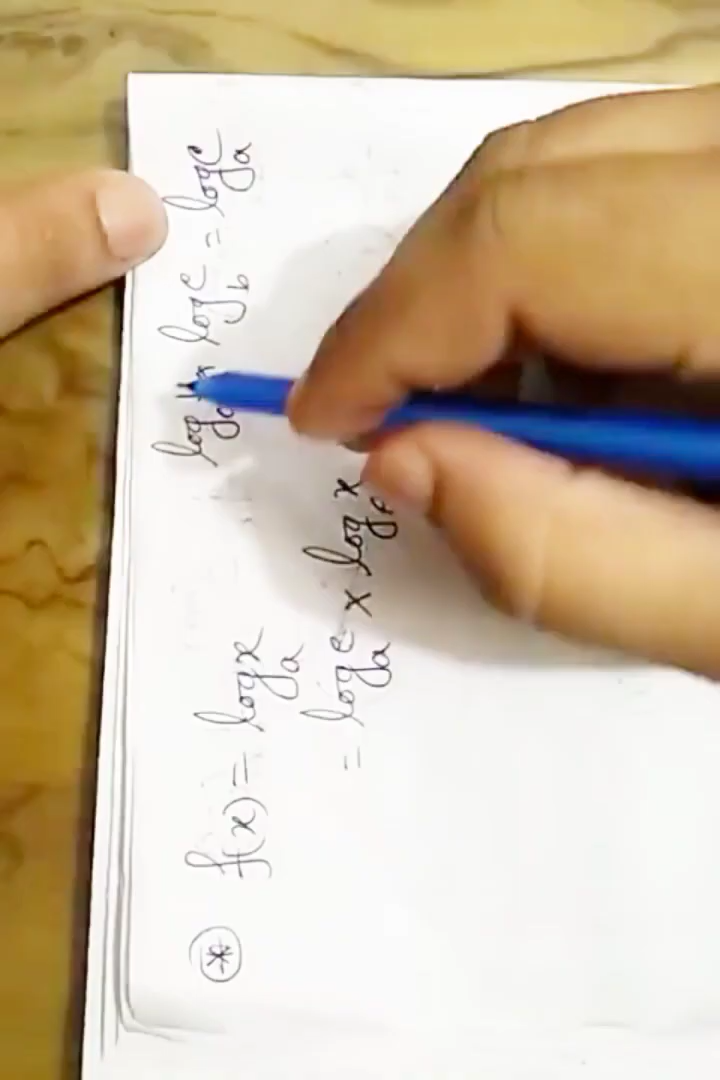 ⊛ f(x) = logₐx    logₐb × log_b c = logₐc
= logₐe × logₑx